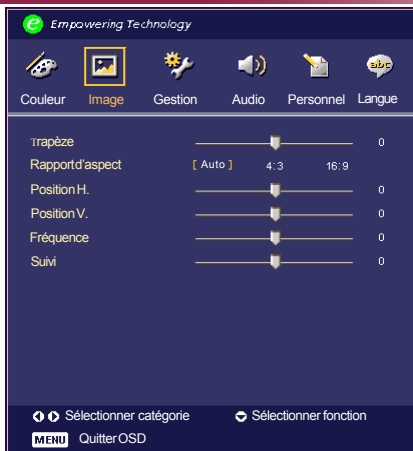 e Empowering Technology
Couleur Image Gestion Audio Personnel Langue
abc
Trapèze 0
Rapport d'aspect [ Auto ] 4:3 16:9
Position H. 0
Position V. 0
Fréquence 0
Suivi 0
Sélectionner catégorie Sélectionner fonction
MENU Quitter OSD